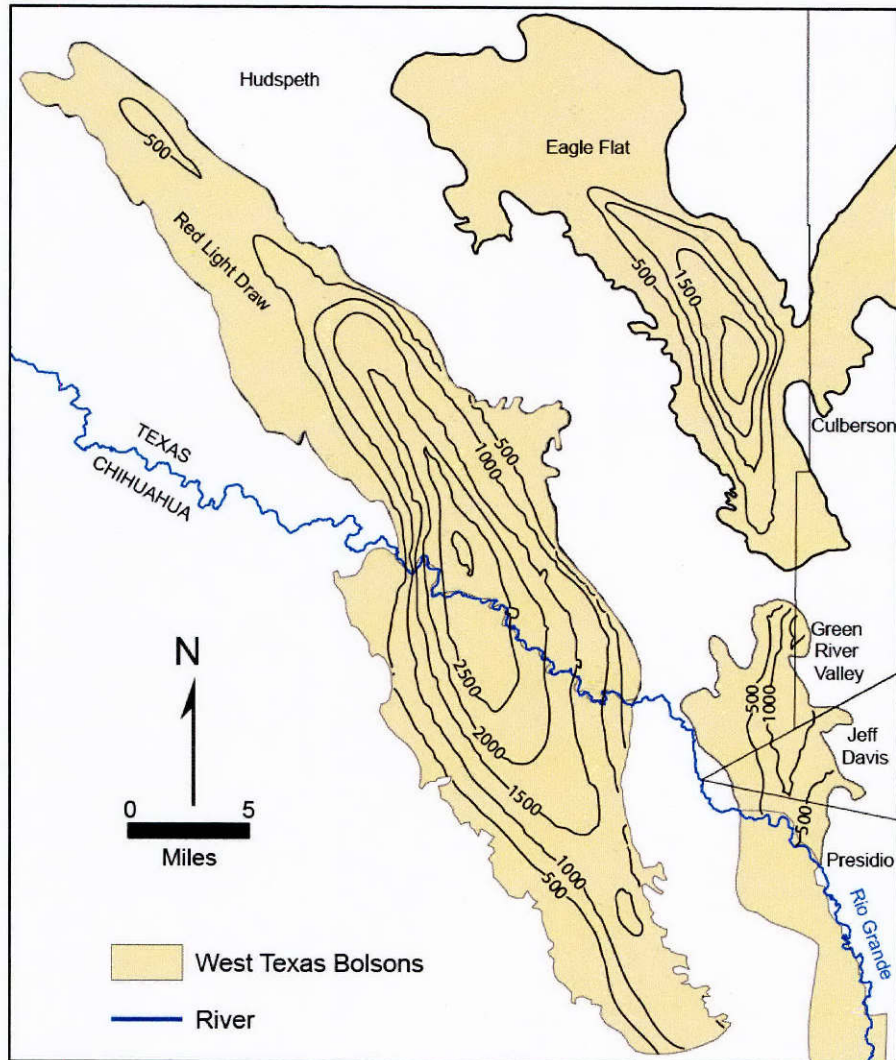 Hudspeth
Eagle Flat
500
Red Light Draw
500
1500
Culberson
TEXAS
CHIHUAHUA
500
1000
Green
River
Valley
N
2500
500
1000
Jeff
Davis
2000
0 5
Miles
1500
500
Presidio
1000
500
Rio Grande
West Texas Bolsons
River